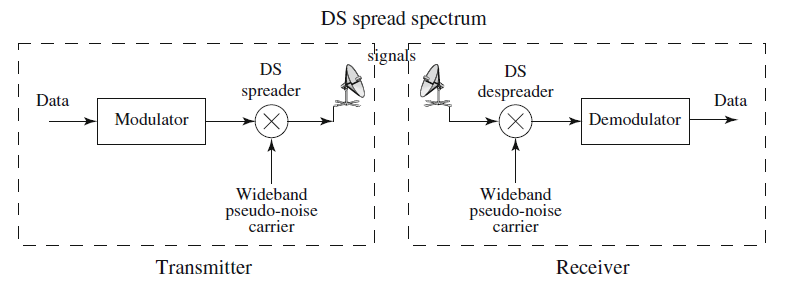 DS spread spectrum
signals
DS
spreader
Data
Modulator
Wideband
pseudo-noise
carrier
Transmitter
DS
despreader
Demodulator
Data
Wideband
pseudo-noise
carrier
Receiver